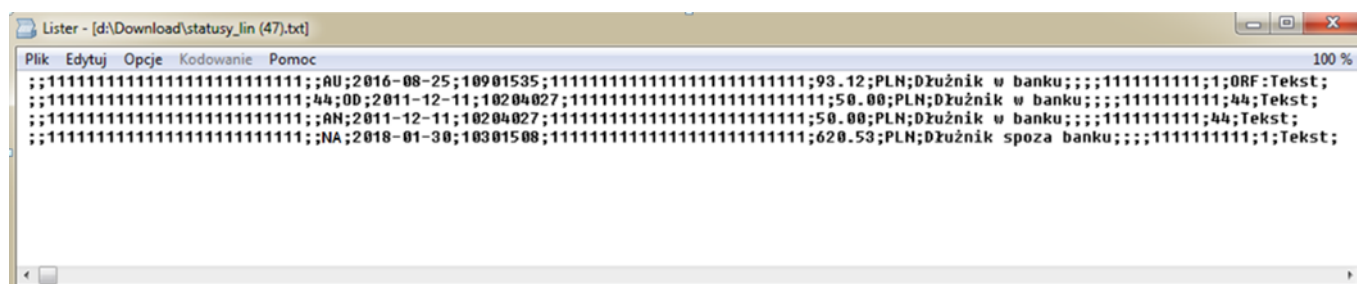 ;;11111111111111111111111111;;AU;2016-08-25;10901535;11111111111111111111111111;93.12;PLN;Dłużnik w banku;;;;1111111111;1;ORF:Tekst;
;;11111111111111111111111111;44;OD;2011-12-11;10204027;11111111111111111111111111;50.00;PLN;Dłużnik w banku;;;;1111111111;44;Tekst;
;;11111111111111111111111111;;AN;2011-12-11;10204027;11111111111111111111111111;50.00;PLN;Dłużnik w banku;;;;1111111111;44;Tekst;
;;11111111111111111111111111;;NA;2018-01-30;10301508;11111111111111111111111111;620.53;PLN;Dłużnik spoza banku;;;;1111111111;1;Tekst;
Lister - [d:\Download\statusy_lin (47).txt]
Plik Edytuj Opcje Kodowanie Pomoc 100 %